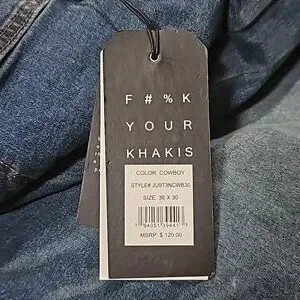 F#%K
YOUR
KHAKIS
COLOR: COWBOY
STYLE# JU9T3NCWB30
SIZE: 36 X 30
MSRP: $ 120.00